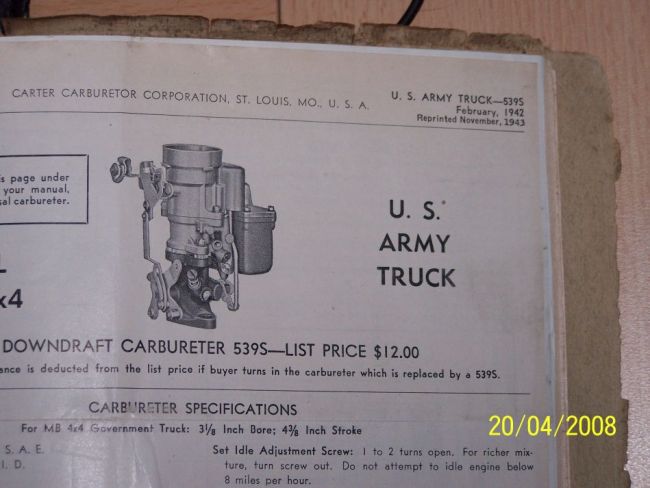 CARTER CARBURETOR CORPORATION, ST. LOUIS, MO., U. S. A.
U. S. ARMY TRUCK—539S
February, 1942
Reprinted November, 1943
page under
your manual,
carbureter.
U. S.
ARMY
TRUCK
x4
DOWNDRAFT CARBURETER 539S—LIST PRICE $12.00
is deducted from the list price if buyer turns in the carbureter which is replaced by a 539S.
CARBURETER SPECIFICATIONS
For MB 4x4 Government Truck: 3⅛ Inch Bore; 4⅜ Inch Stroke
S. A. E.
I. D.
Set Idle Adjustment Screw: 1 to 2 turns open. For richer mix-
ture, turn screw out. Do not attempt to idle engine below
8 miles per hour.
20/04/2008